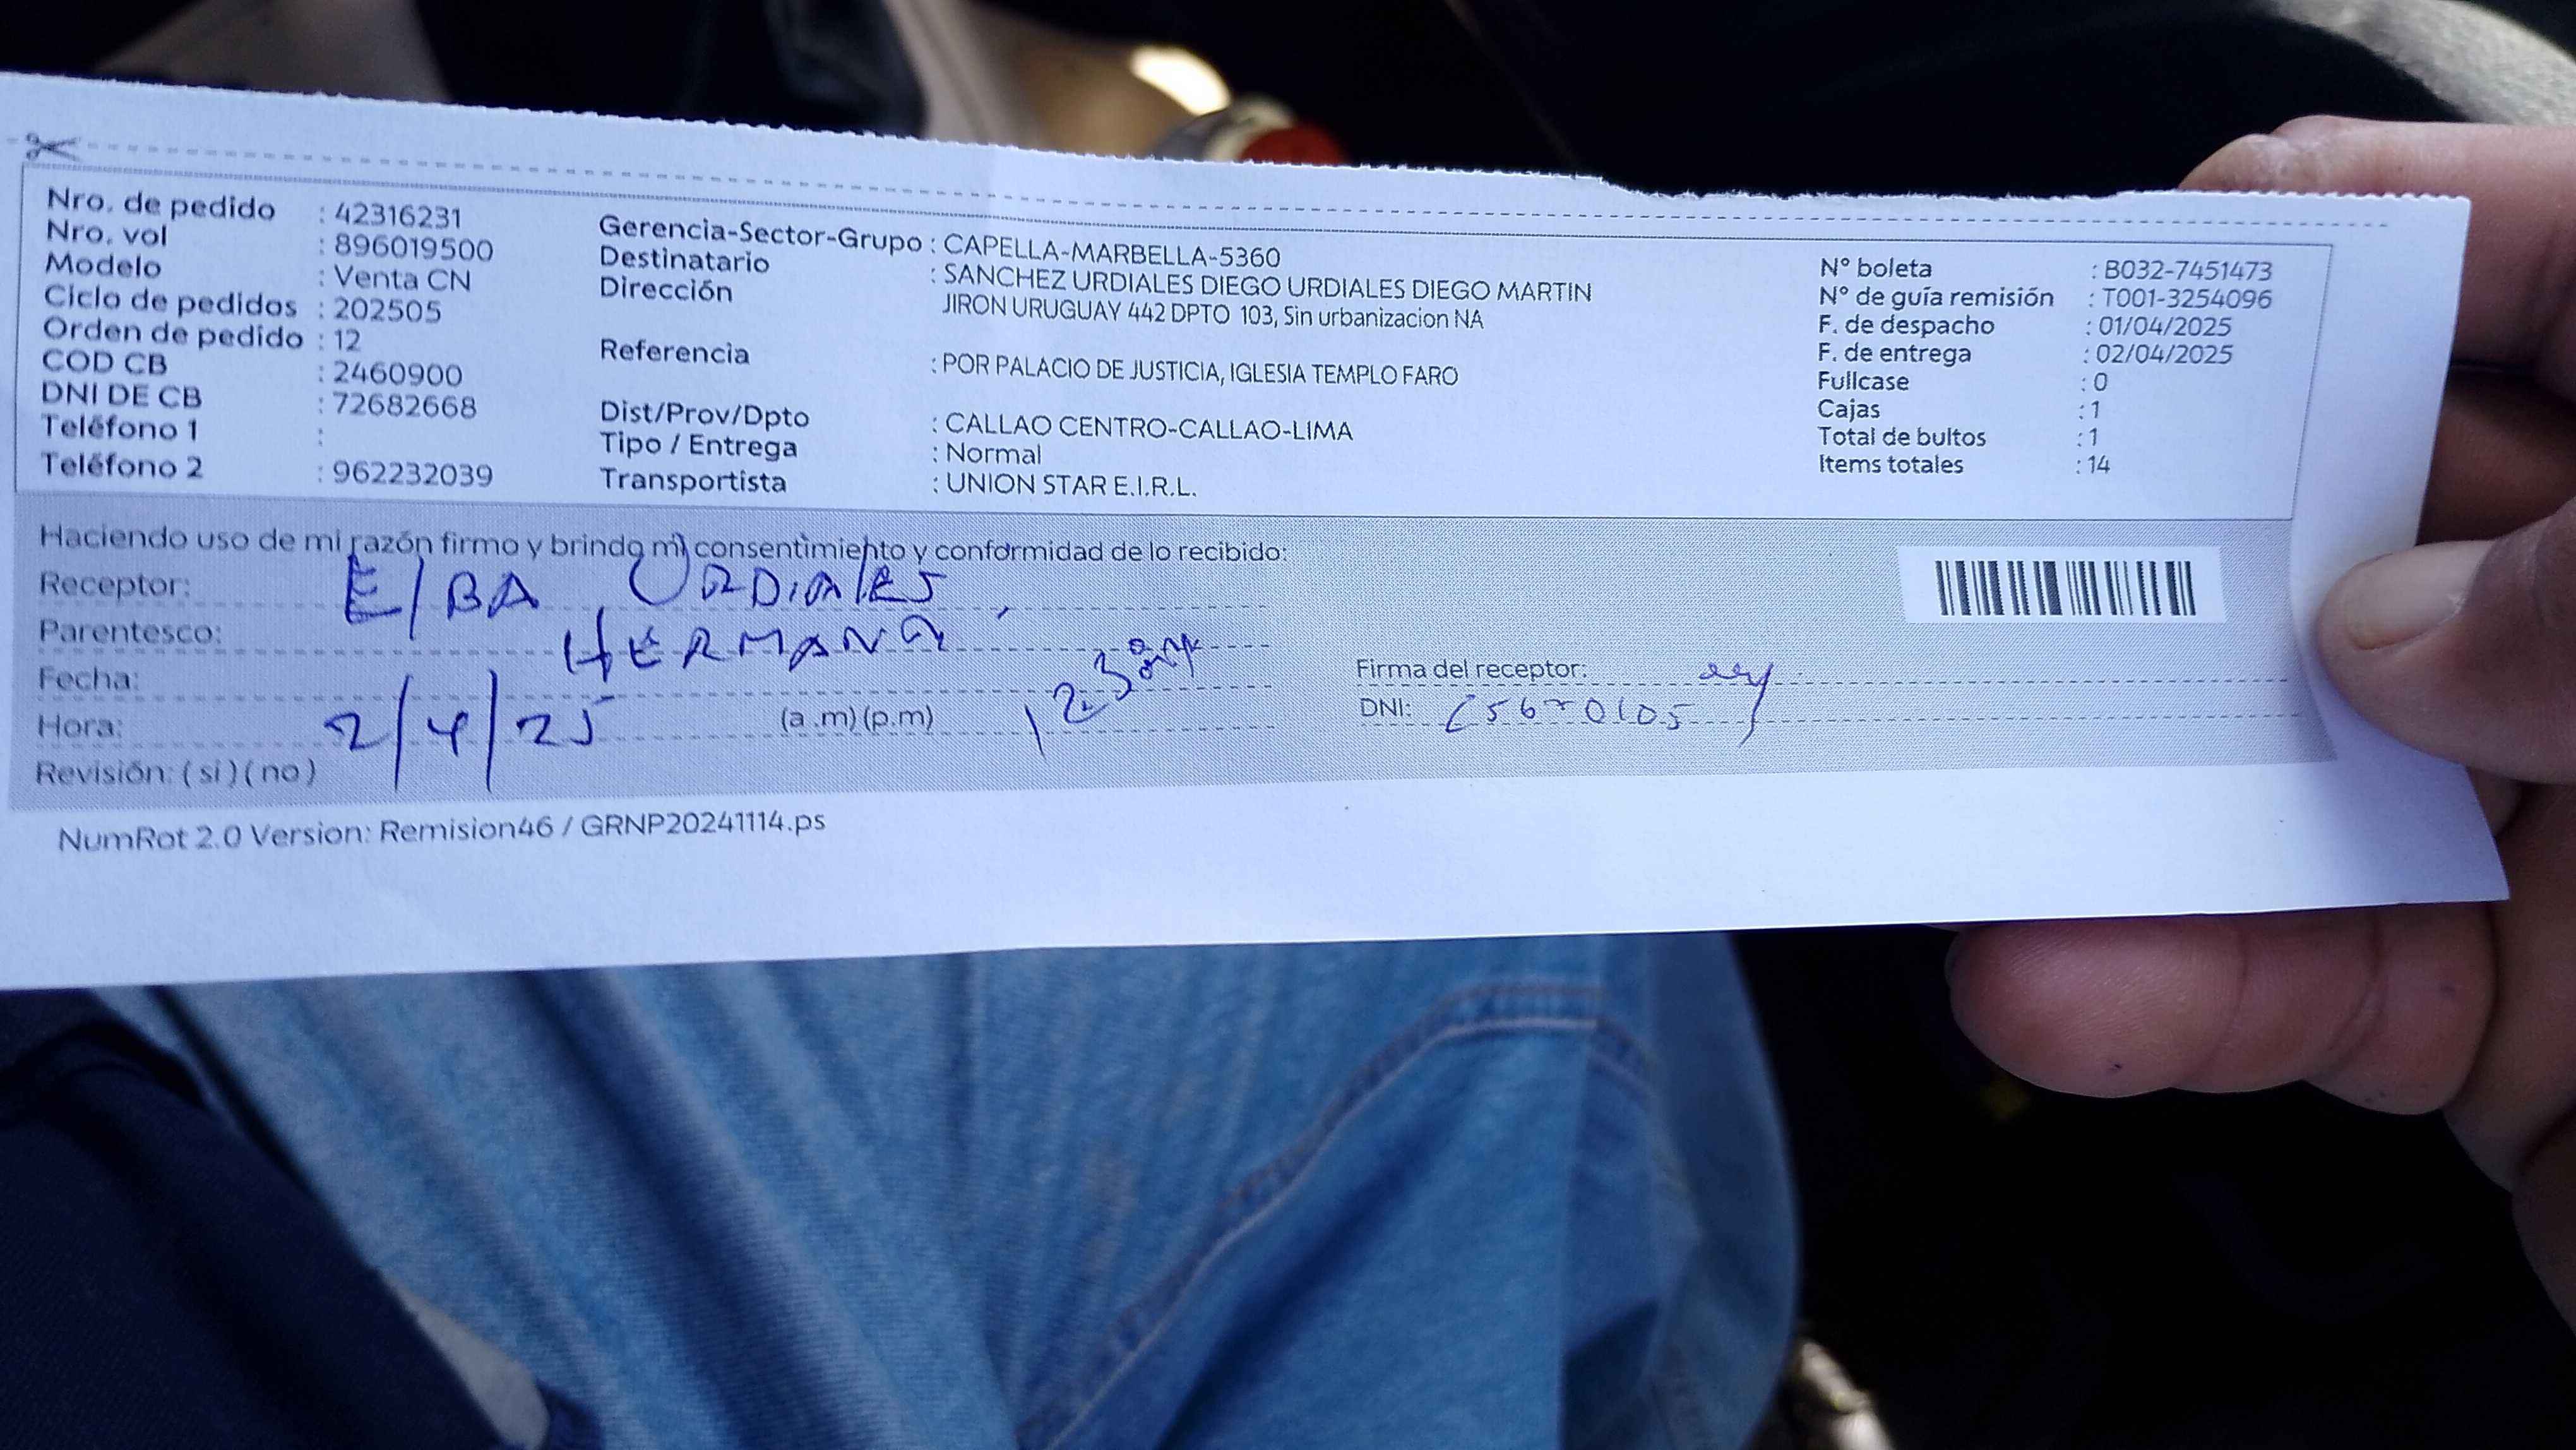 Nro. de pedido : 42316231
Nro. vol : 896019500
Modelo : Venta CN
Ciclo de pedidos : 202505
Orden de pedido : 12
COD CB : 2460900
DNI DE CB : 72682668
Teléfono 1 :
Teléfono 2 : 962232039
Gerencia-Sector-Grupo : CAPELLA-MARBELLA-5360
Destinatario : SANCHEZ URDIALES DIEGO URDIALES DIEGO MARTIN
Dirección JIRON URUGUAY 442 DPTO 103, Sin urbanizacion NA
Referencia : POR PALACIO DE JUSTICIA, IGLESIA TEMPLO FARO
Dist/Prov/Dpto : CALLAO CENTRO-CALLAO-LIMA
Tipo / Entrega : Normal
Transportista : UNION STAR E.I.R.L.
N° boleta : B032-7451473
N° de guía remisión : T001-3254096
F. de despacho : 01/04/2025
F. de entrega : 02/04/2025
Fullcase : 0
Cajas : 1
Total de bultos : 1
Items totales : 14
Haciendo uso de mi razón firmo y brindo mi consentimiento y conformidad de lo recibido:
Receptor: ElBA URDiAlES
Parentesco: HERMANA
Fecha:
Hora: 2/4/25 (a .m) (p.m)
Revisión: ( si ) ( no )
Firma del receptor:
DNI:
NumRot 2.0 Version: Remision46 / GRNP20241114.ps